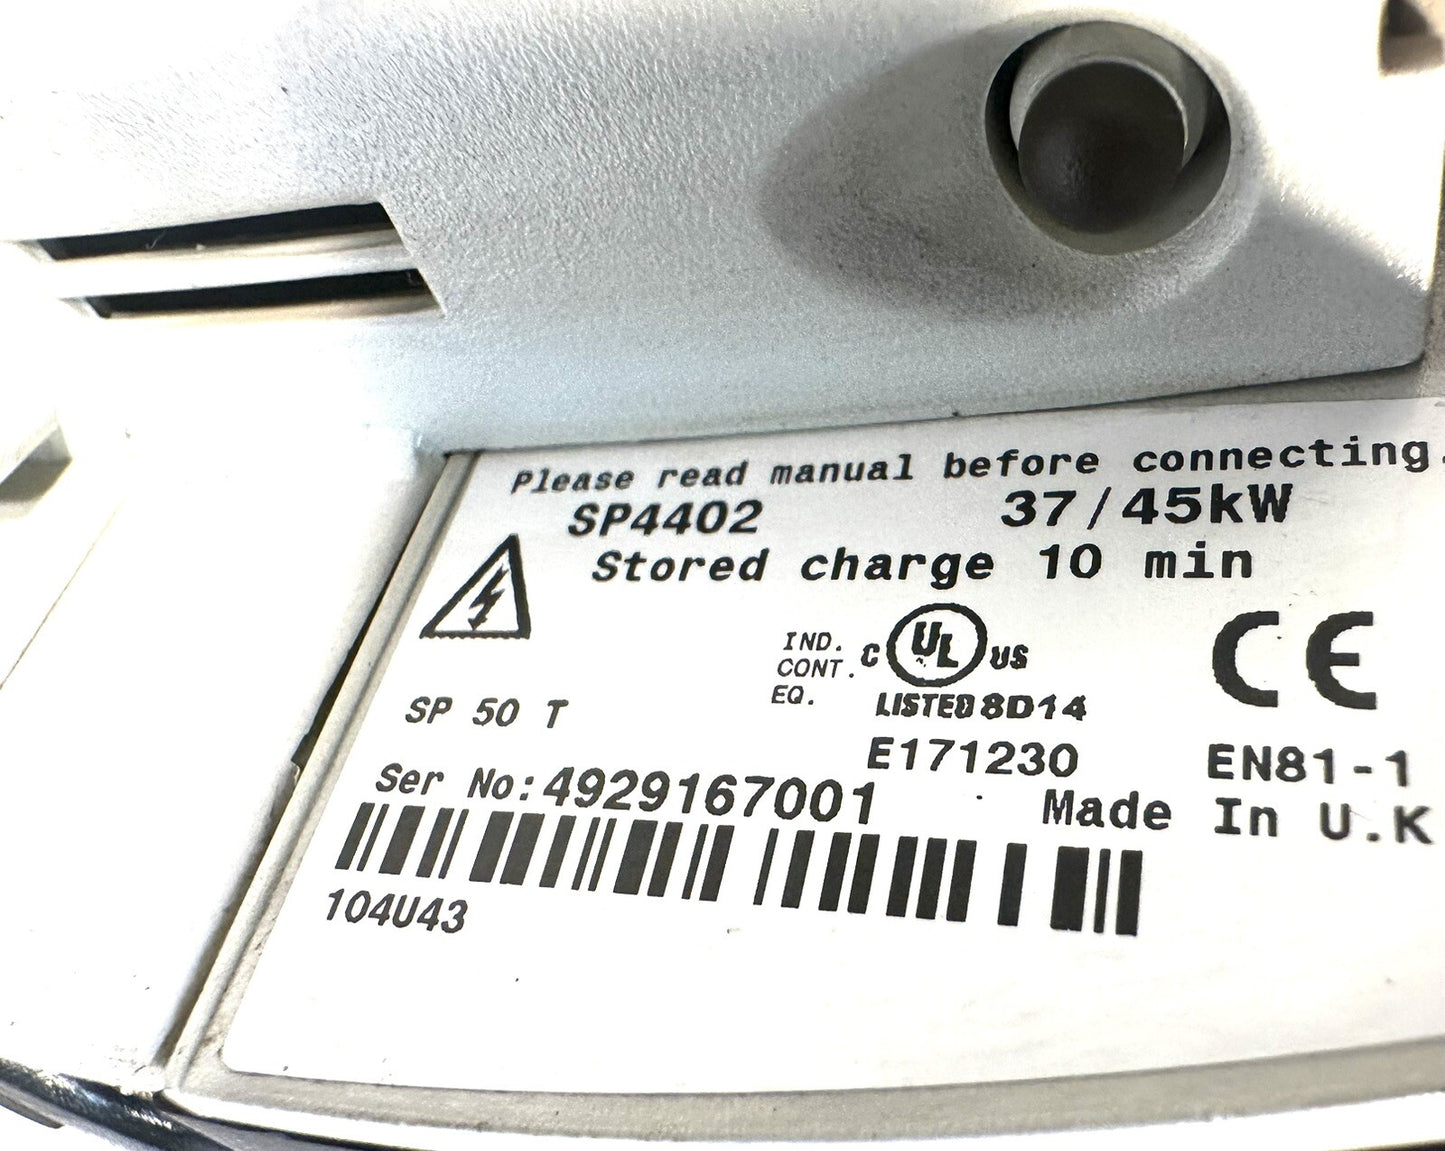 Please read manual before connecting.
SP4402 37/45kW
Stored charge 10 min
IND.
CONT.
EQ.
C UL US
LISTED 8D14
E171230
CE
EN81-1
SP 50 T
Ser No:4929167001
Made In U.K
104U43